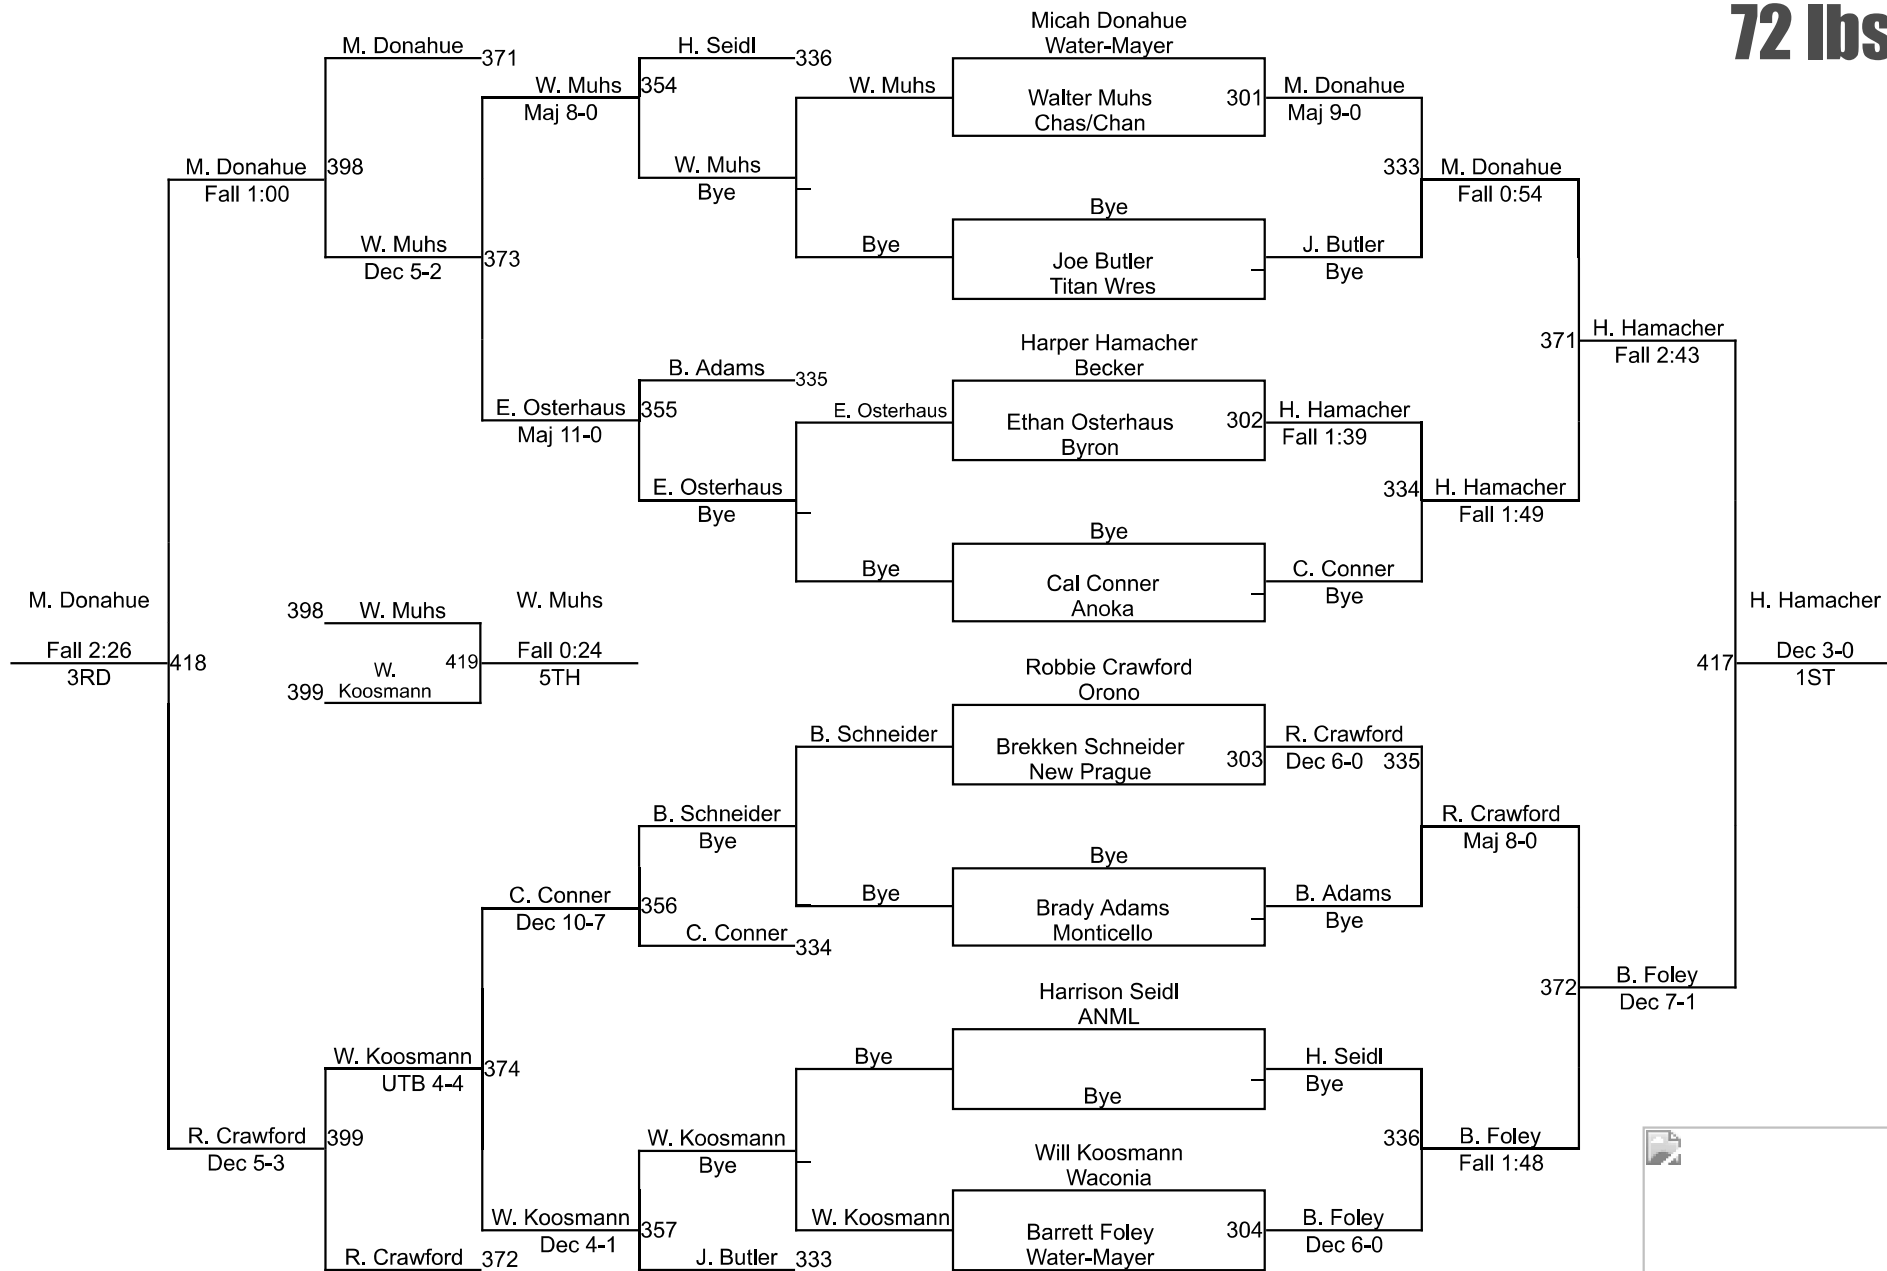 72 lbs
Micah Donahue
Water-Mayer
M. Donahue
371
H. Seidl
336
W. Muhs
354
Maj 8-0
W. Muhs
Walter Muhs
Chas/Chan
301
M. Donahue
Maj 9-0
M. Donahue
398
Fall 1:00
W. Muhs
Bye
333
M. Donahue
Fall 0:54
Bye
W. Muhs
373
Dec 5-2
Bye
Joe Butler
Titan Wres
J. Butler
Bye
Harper Hamacher
Becker
371
H. Hamacher
Fall 2:43
B. Adams
335
E. Osterhaus
355
Maj 11-0
E. Osterhaus
Ethan Osterhaus
Byron
302
H. Hamacher
Fall 1:39
E. Osterhaus
Bye
334
H. Hamacher
Fall 1:49
Bye
Bye
Cal Conner
Anoka
C. Conner
Bye
M. Donahue
398
W. Muhs
W. Muhs
H. Hamacher
Fall 2:26
3RD
418
399
W.
Koosmann
419
Fall 0:24
5TH
417
Dec 3-0
1ST
Robbie Crawford
Orono
B. Schneider
Brekken Schneider
New Prague
303
R. Crawford
Dec 6-0
335
B. Schneider
Bye
R. Crawford
Maj 8-0
Bye
C. Conner
356
Dec 10-7
Bye
Brady Adams
Monticello
B. Adams
Bye
C. Conner
334
Harrison Seidl
ANML
372
B. Foley
Dec 7-1
W. Koosmann
374
UTB 4-4
Bye
Bye
H. Seidl
Bye
R. Crawford
399
Dec 5-3
W. Koosmann
Bye
Will Koosmann
Waconia
336
B. Foley
Fall 1:48
W. Koosmann
357
Dec 4-1
W. Koosmann
Barrett Foley
Water-Mayer
304
B. Foley
Dec 6-0
R. Crawford
372
J. Butler
333